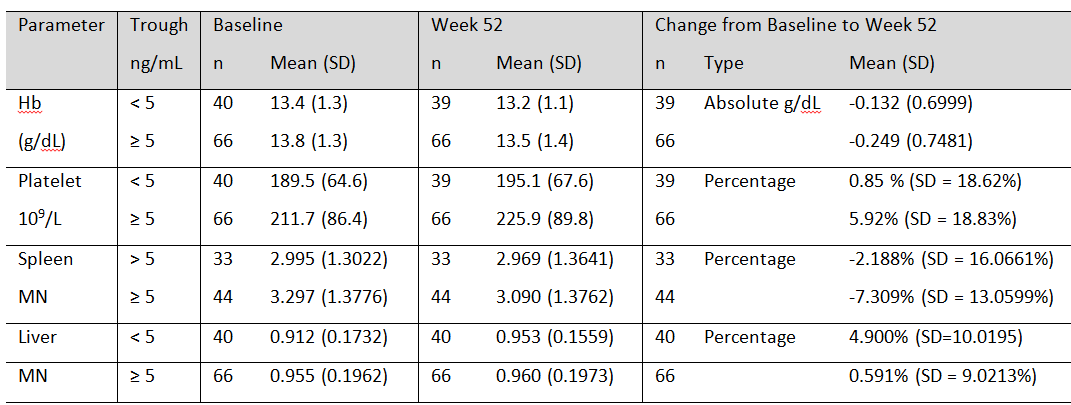 Parameter Trough Baseline Week 52 Change from Baseline to Week 52
ng/mL n Mean (SD) n Mean (SD) n Type Mean (SD)
Hb < 5 40 13.4 (1.3) 39 13.2 (1.1) 39 Absolute g/dL -0.132 (0.6999)
(g/dL) ≥ 5 66 13.8 (1.3) 66 13.5 (1.4) 66 -0.249 (0.7481)
Platelet < 5 40 189.5 (64.6) 39 195.1 (67.6) 39 Percentage 0.85 % (SD = 18.62%)
10⁹/L ≥ 5 66 211.7 (86.4) 66 225.9 (89.8) 66 5.92% (SD = 18.83%)
Spleen > 5 33 2.995 (1.3022) 33 2.969 (1.3641) 33 Percentage -2.188% (SD = 16.0661%)
MN ≥ 5 44 3.297 (1.3776) 44 3.090 (1.3762) 44 -7.309% (SD = 13.0599%)
Liver < 5 40 0.912 (0.1732) 40 0.953 (0.1559) 40 Percentage 4.900% (SD=10.0195)
MN ≥ 5 66 0.955 (0.1962) 66 0.960 (0.1973) 66 0.591% (SD = 9.0213%)